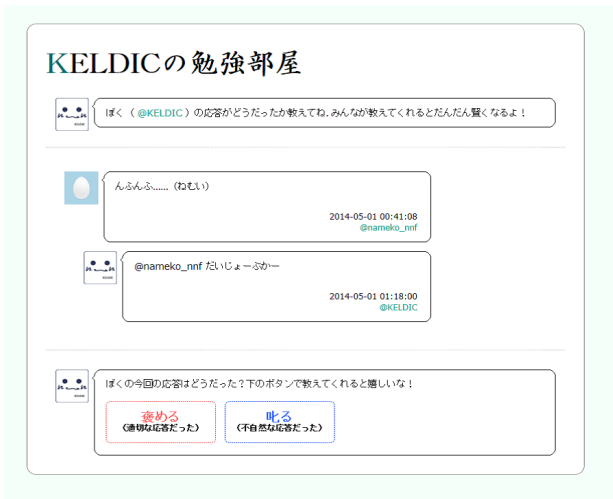 KELDICの勉強部屋
ぼく（ @KELDIC ）の応答がどうだったか教えてね．みんなが教えてくれるとだんだん賢くなるよ！
んふんふ......（ねむい）
2014-05-01 00:41:08
@nameko_nnf
@nameko_nnf だいじょーぶかー
2014-05-01 01:18:00
@KELDIC
ぼくの今回の応答はどうだった？下のボタンで教えてくれると嬉しいな！
褒める
（適切な応答だった）
叱る
（不自然な応答だった）